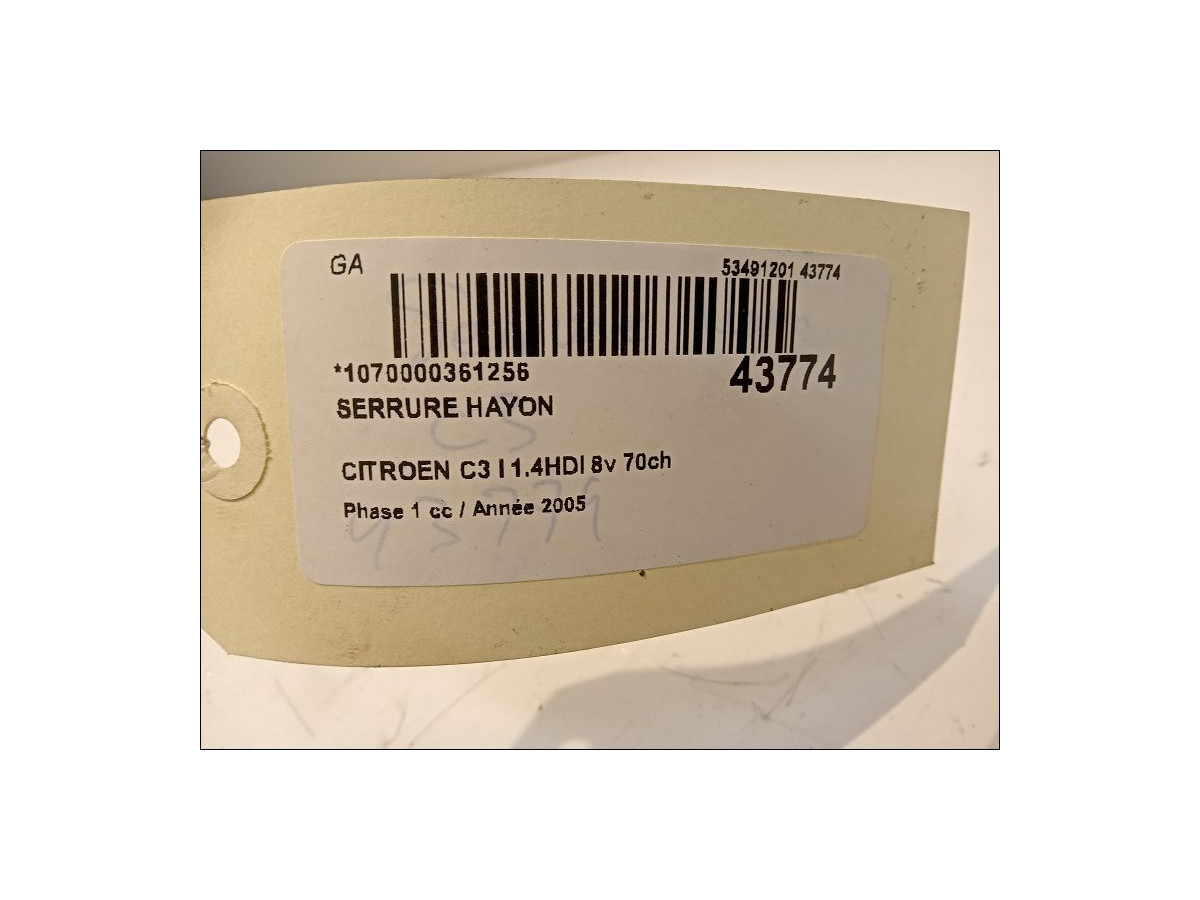 GA
53491201 43774
*1070000361256
43774
SERRURE HAYON
CITROEN C3 I 1.4HDI 8v 70ch
Phase 1 cc / Année 2005